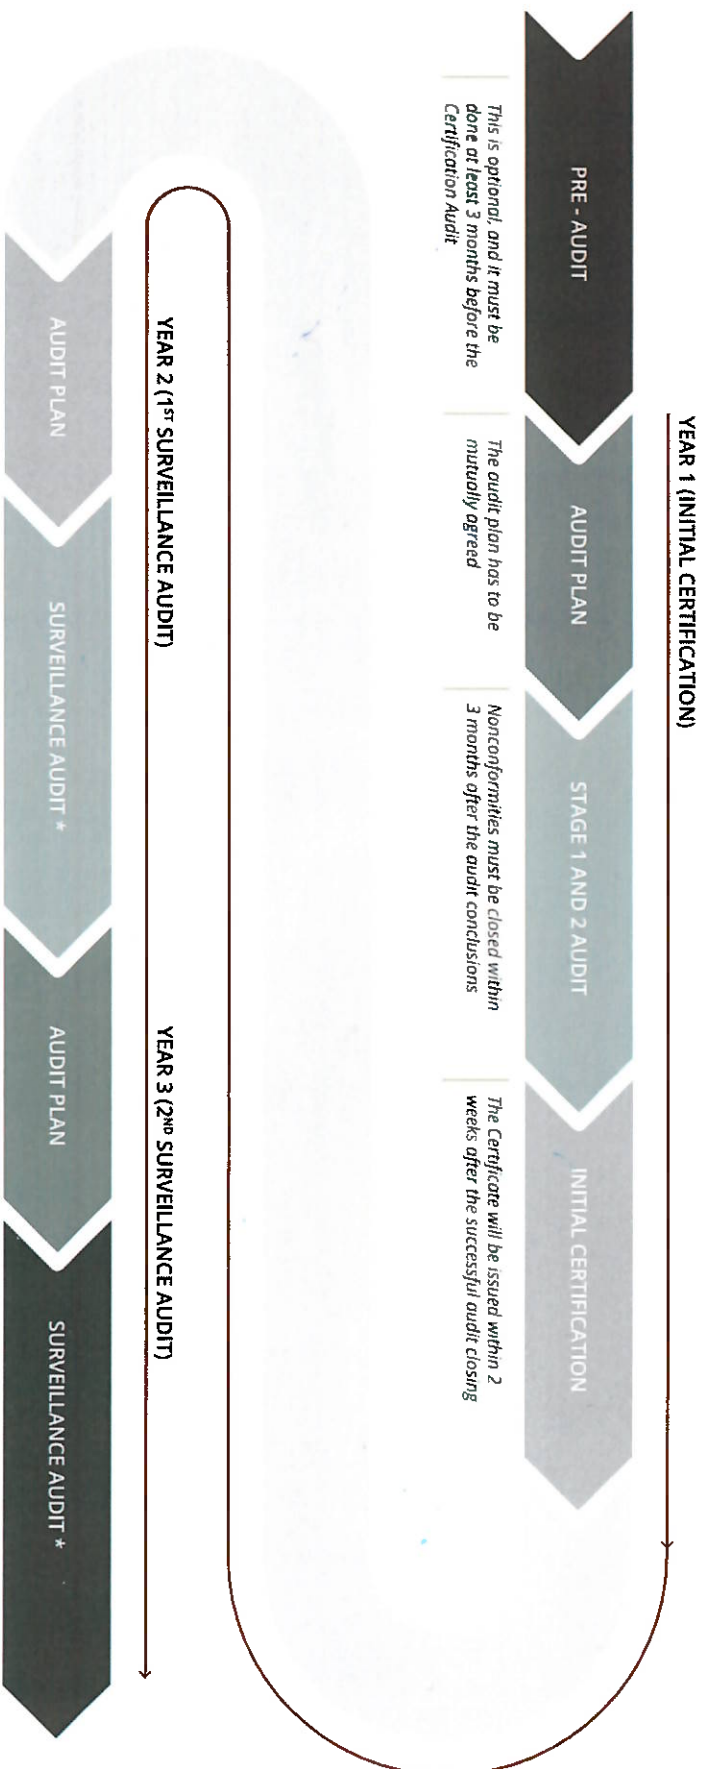 YEAR 1 (INITIAL CERTIFICATION)
PRE - AUDIT
AUDIT PLAN
STAGE 1 AND 2 AUDIT
INITIAL CERTIFICATION
This is optional, and it must be
done at least 3 months before the
Certification Audit
The audit plan has to be
mutually agreed
Nonconformities must be closed within
3 months after the audit conclusions
The Certificate will be issued within 2
weeks after the successful audit closing
YEAR 2 (1ST SURVEILLANCE AUDIT)
YEAR 3 (2ND SURVEILLANCE AUDIT)
AUDIT PLAN
SURVEILLANCE AUDIT *
AUDIT PLAN
SURVEILLANCE AUDIT *